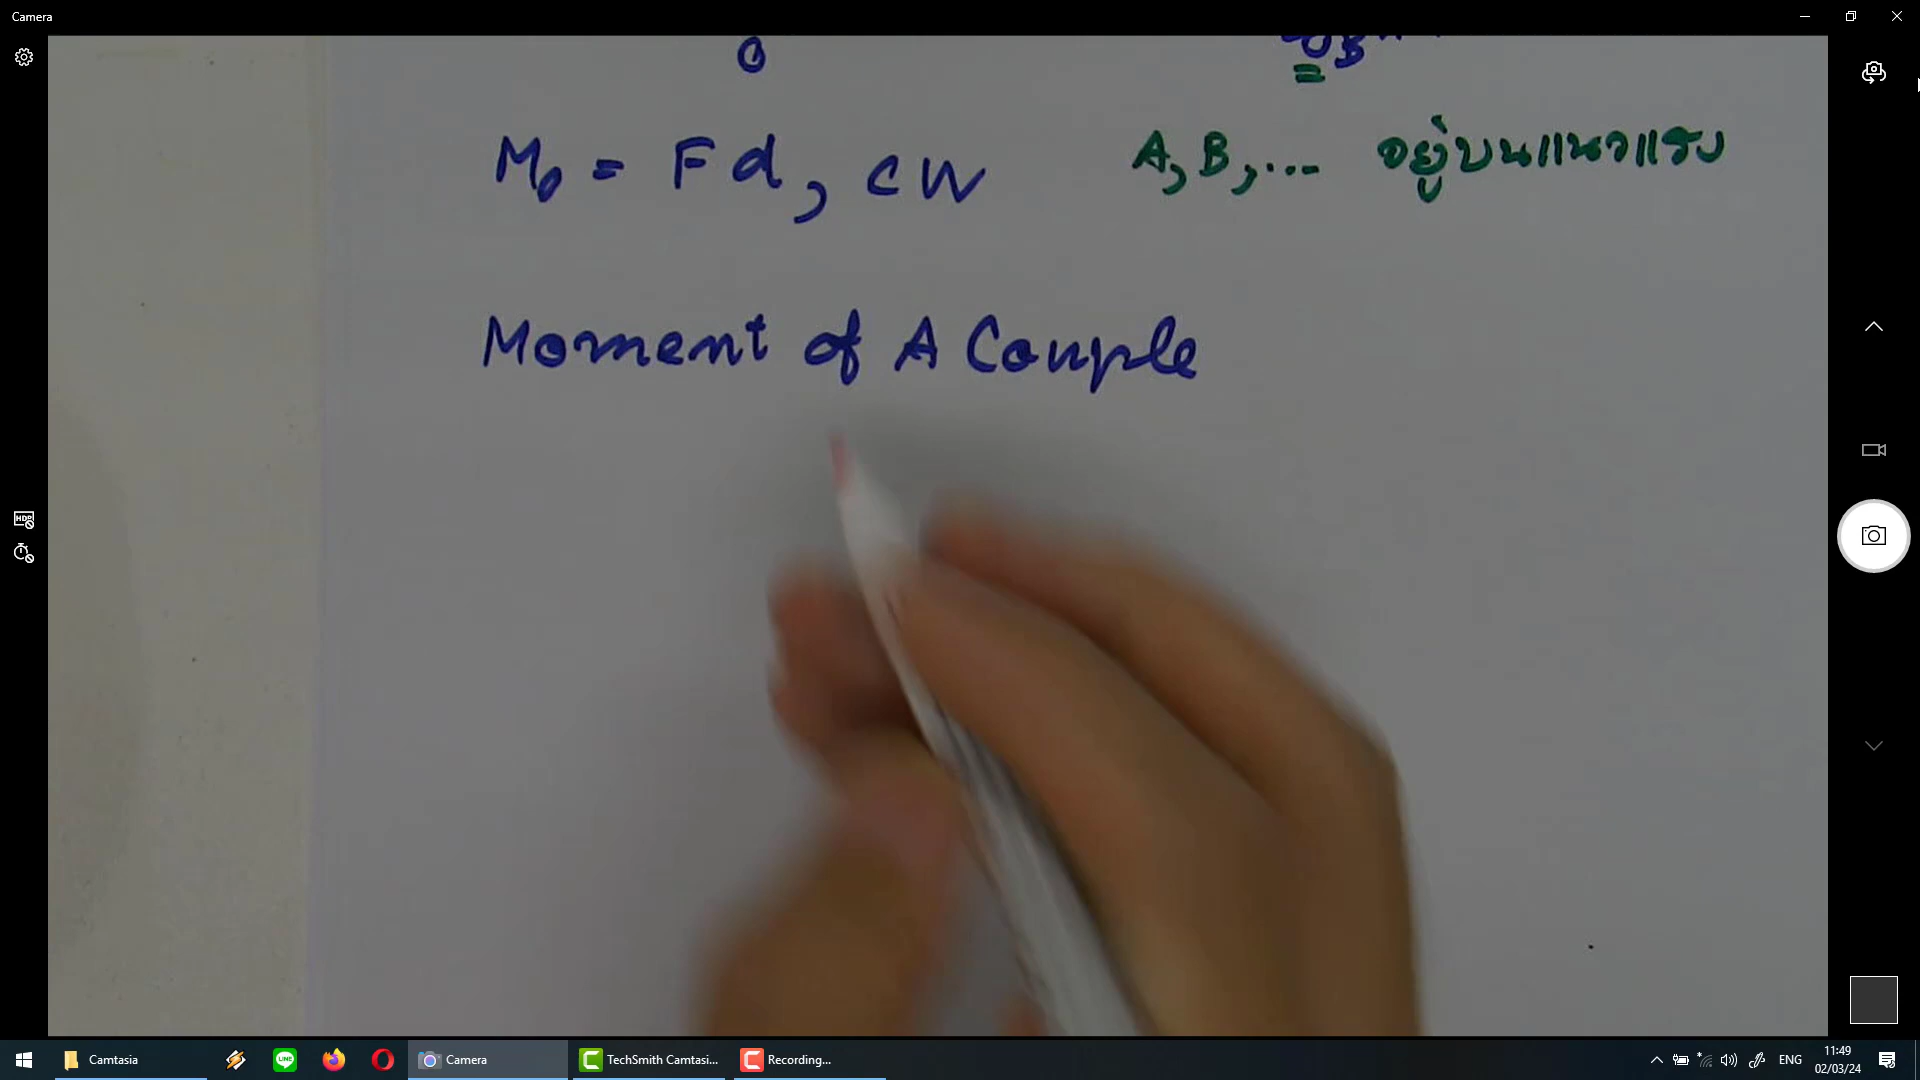 Camera
0
M₀ = Fd, CW
A, B, ... อยู่บนแนวแรง
Moment of A Couple
Camtasia
Camera
TechSmith Camtasi...
Recording...
ENG
11:49
02/03/24